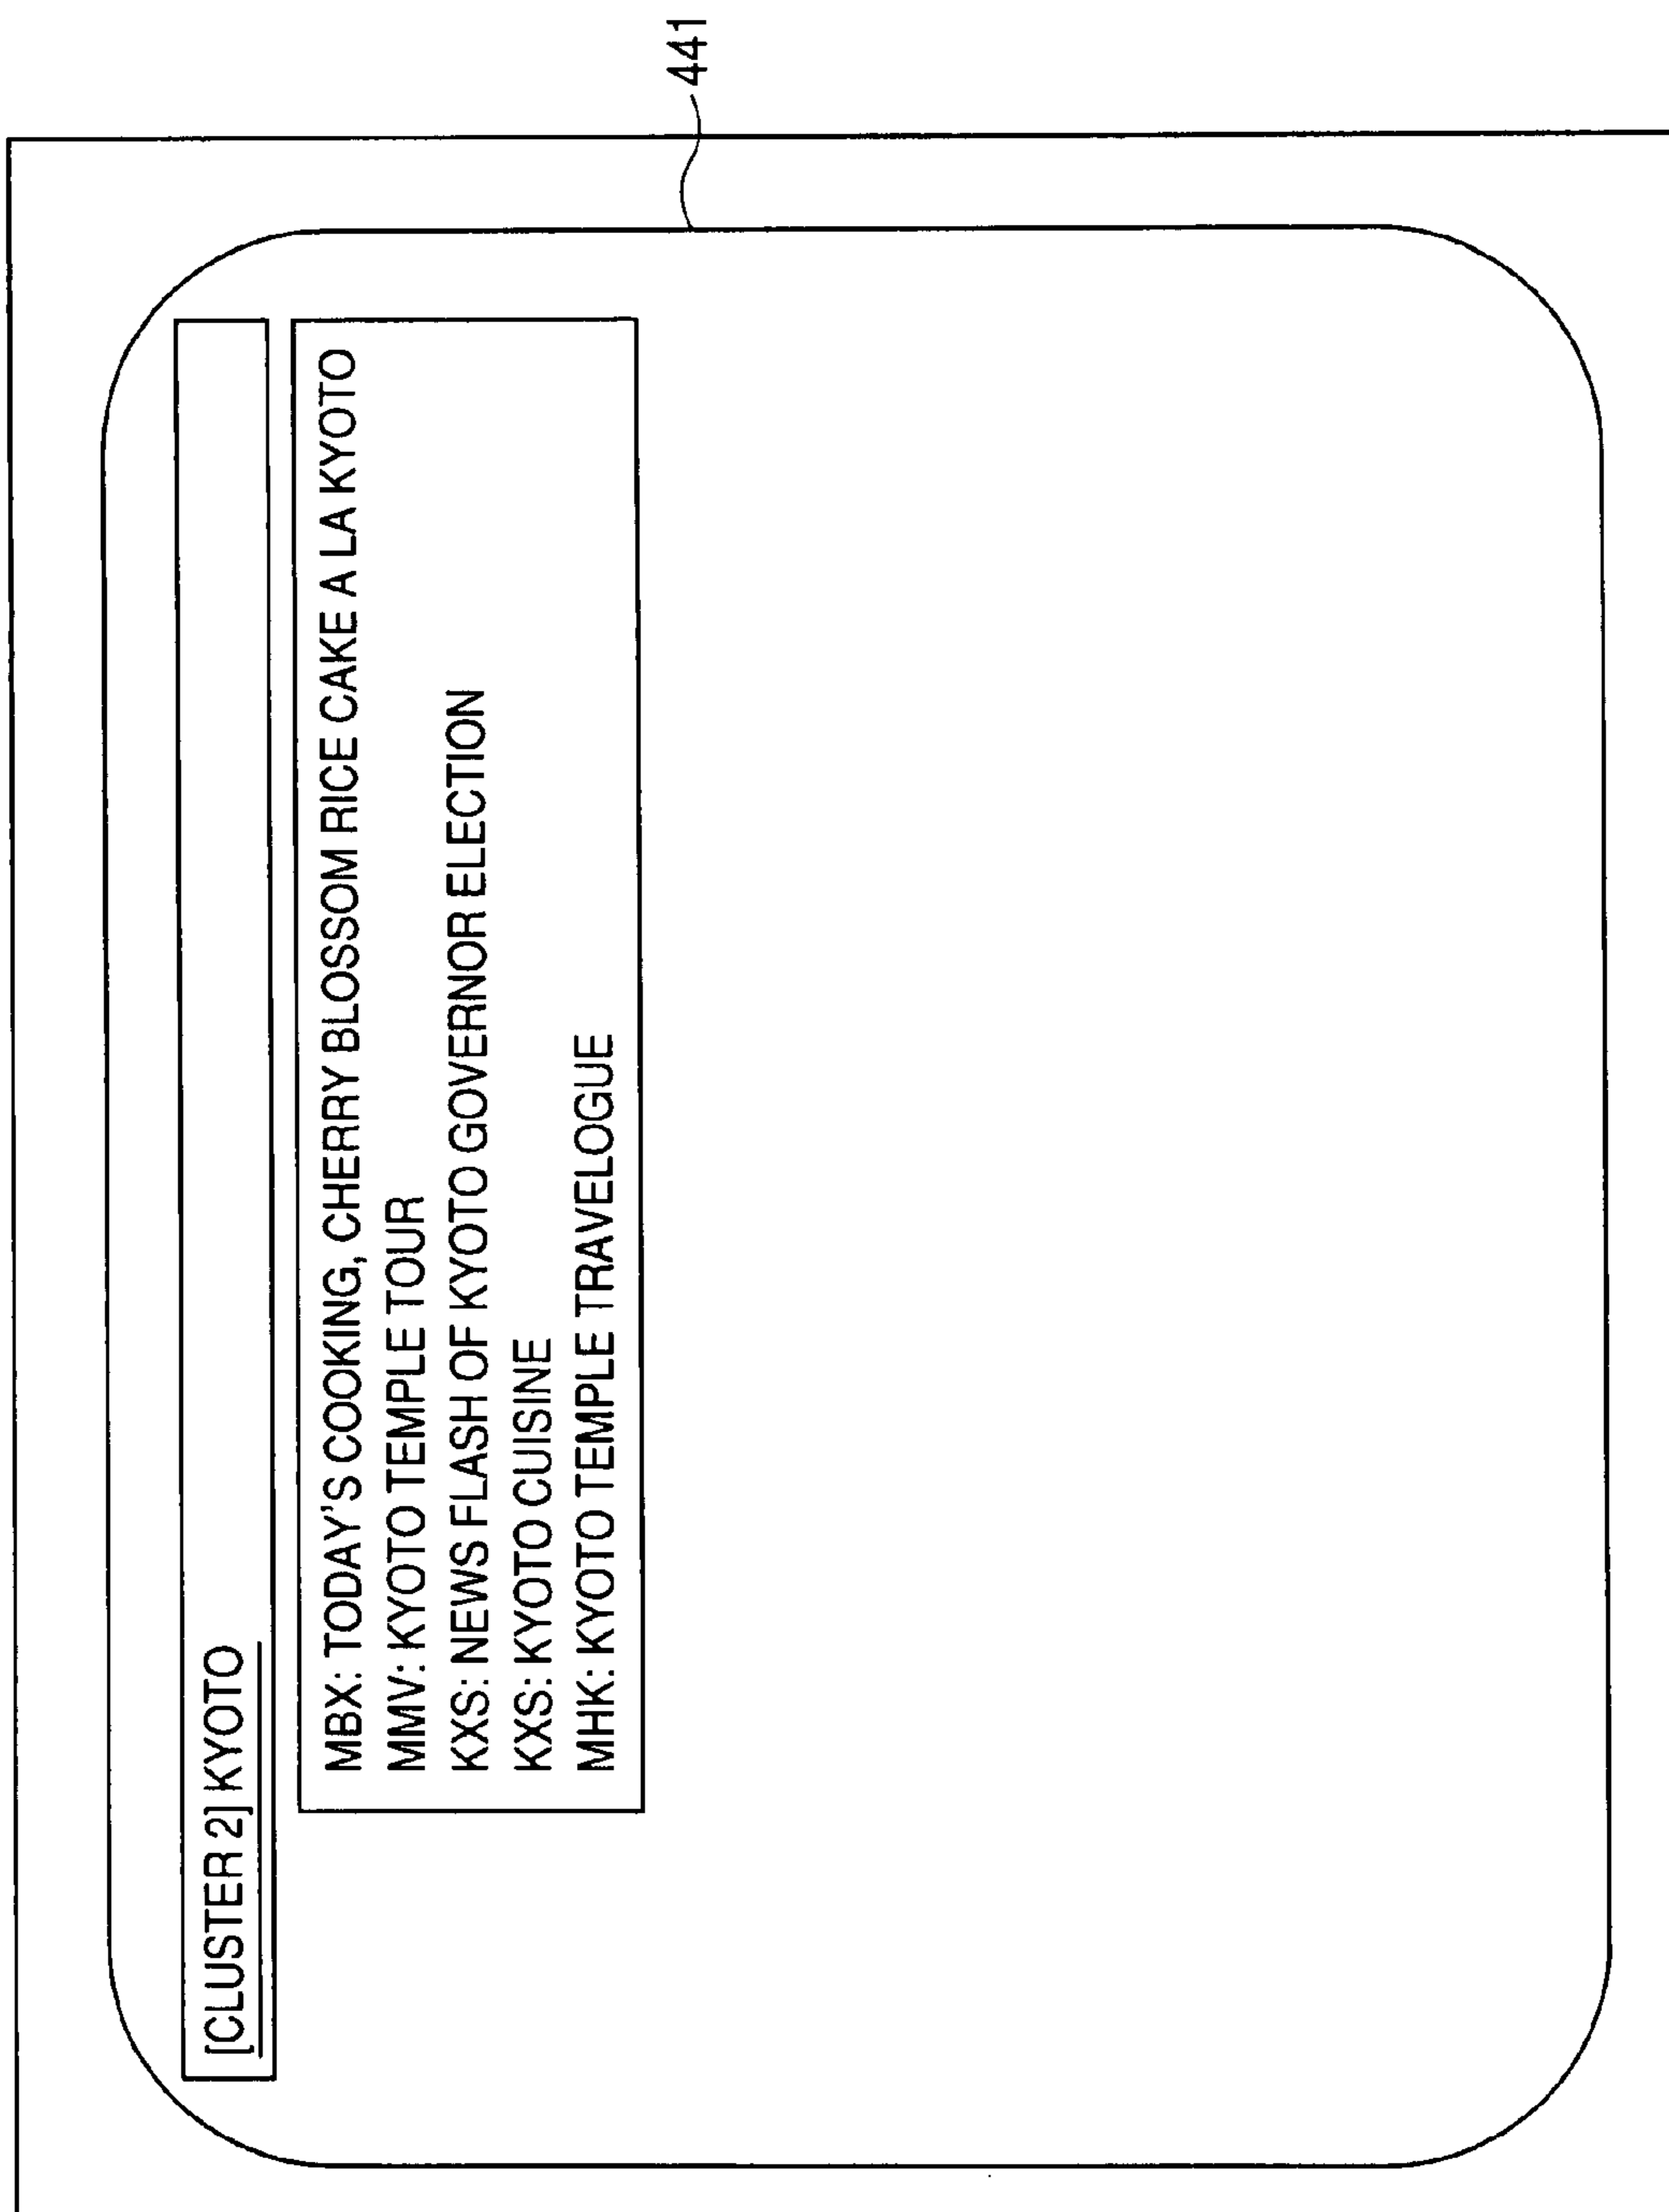 [CLUSTER 2] KYOTO
MBX: TODAY'S COOKING, CHERRY BLOSSOM RICE CAKE A LA KYOTO
MMV: KYOTO TEMPLE TOUR
KXS: NEWS FLASH OF KYOTO GOVERNOR ELECTION
KXS: KYOTO CUISINE
MHK: KYOTO TEMPLE TRAVELOGUE
441